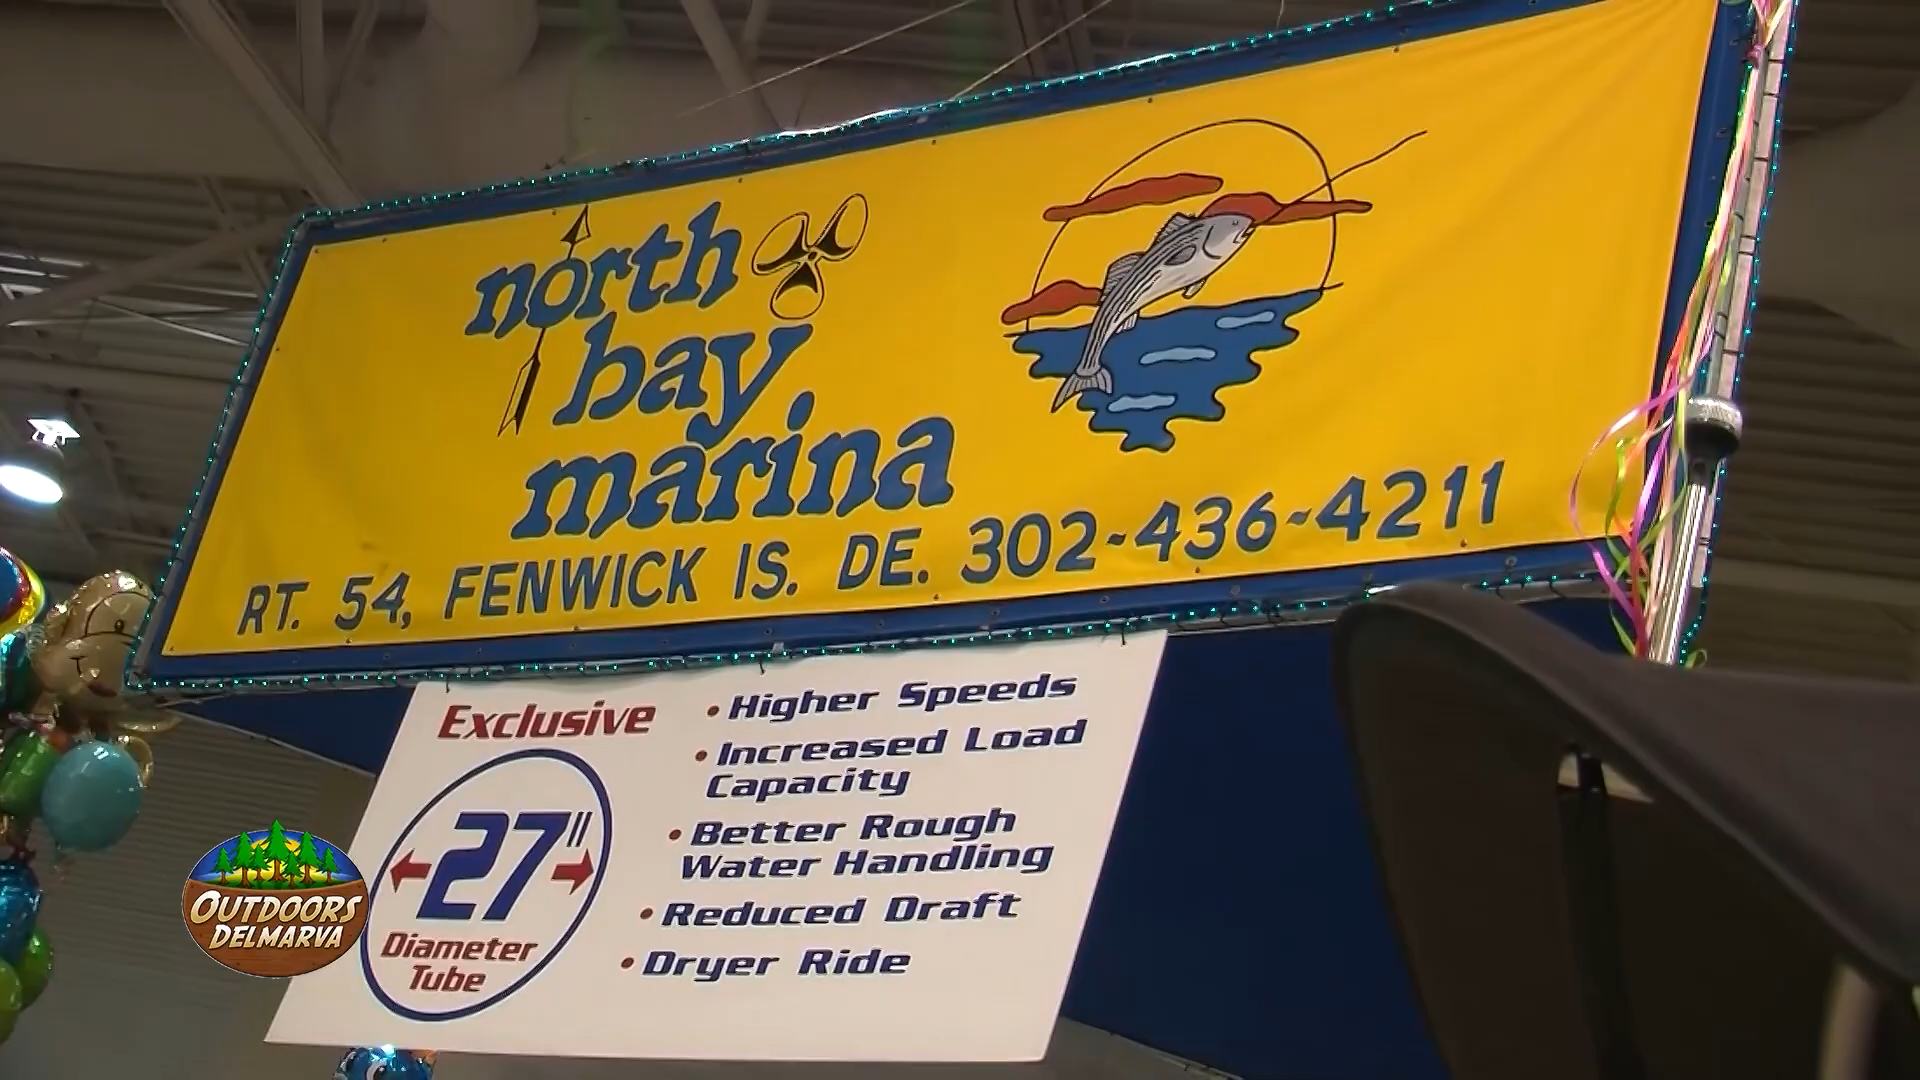 north
bay
marina
RT. 54, FENWICK IS. DE. 302-436-4211
Exclusive
27"
Diameter
Tube
• Higher Speeds
• Increased Load
Capacity
• Better Rough
Water Handling
• Reduced Draft
• Dryer Ride
OUTDOORS
DELMARVA